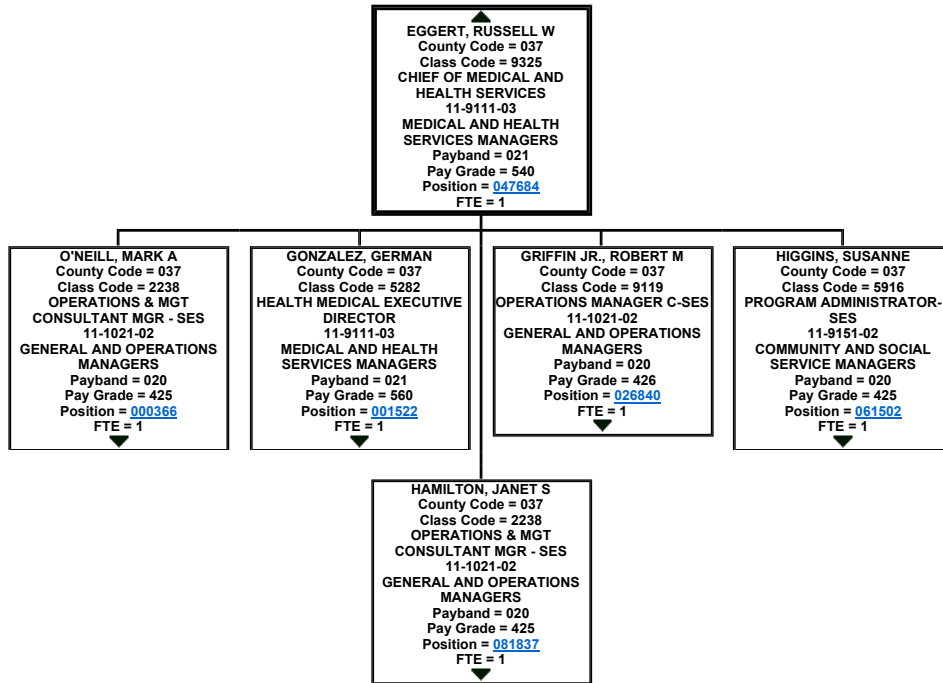 EGGERT, RUSSELL W
County Code = 037
Class Code = 9325
CHIEF OF MEDICAL AND
HEALTH SERVICES
11-9111-03
MEDICAL AND HEALTH
SERVICES MANAGERS
Payband = 021
Pay Grade = 540
Position = 047684
FTE = 1
O'NEILL, MARK A
County Code = 037
Class Code = 2238
OPERATIONS & MGT
CONSULTANT MGR - SES
11-1021-02
GENERAL AND OPERATIONS
MANAGERS
Payband = 020
Pay Grade = 425
Position = 000366
FTE = 1
GONZALEZ, GERMAN
County Code = 037
Class Code = 5282
HEALTH MEDICAL EXECUTIVE
DIRECTOR
11-9111-03
MEDICAL AND HEALTH
SERVICES MANAGERS
Payband = 021
Pay Grade = 560
Position = 001522
FTE = 1
GRIFFIN JR., ROBERT M
County Code = 037
Class Code = 9119
OPERATIONS MANAGER C-SES
11-1021-02
GENERAL AND OPERATIONS
MANAGERS
Payband = 020
Pay Grade = 426
Position = 026840
FTE = 1
HIGGINS, SUSANNE
County Code = 037
Class Code = 5916
PROGRAM ADMINISTRATOR-
SES
11-9151-02
COMMUNITY AND SOCIAL
SERVICE MANAGERS
Payband = 020
Pay Grade = 425
Position = 061502
FTE = 1
HAMILTON, JANET S
County Code = 037
Class Code = 2238
OPERATIONS & MGT
CONSULTANT MGR - SES
11-1021-02
GENERAL AND OPERATIONS
MANAGERS
Payband = 020
Pay Grade = 425
Position = 081837
FTE = 1